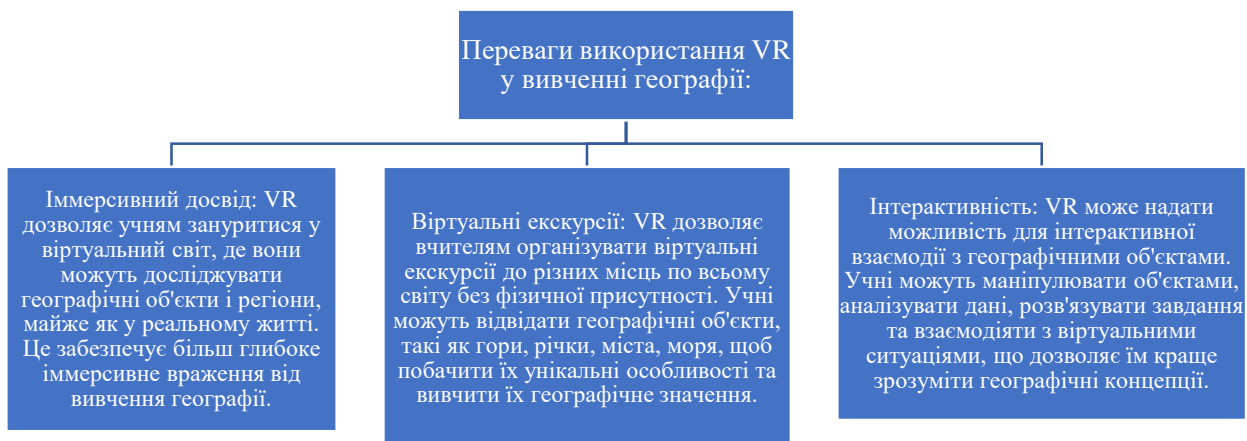 Переваги використання VR
у вивченні географії:
Іммерсивний досвід: VR
дозволяє учням зануритися у
віртуальний світ, де вони
можуть досліджувати
географічні об'єкти і регіони,
майже як у реальному житті.
Це забезпечує більш глибоке
іммерсивне враження від
вивчення географії.
Віртуальні екскурсії: VR дозволяє
вчителям організувати віртуальні
екскурсії до різних місць по всьому
світу без фізичної присутності. Учні
можуть відвідати географічні об'єкти,
такі як гори, річки, міста, моря, щоб
побачити їх унікальні особливості та
вивчити їх географічне значення.
Інтерактивність: VR може надати
можливість для інтерактивної
взаємодії з географічними об'єктами.
Учні можуть маніпулювати об'єктами,
аналізувати дані, розв'язувати завдання
та взаємодіяти з віртуальними
ситуаціями, що дозволяє їм краще
зрозуміти географічні концепції.